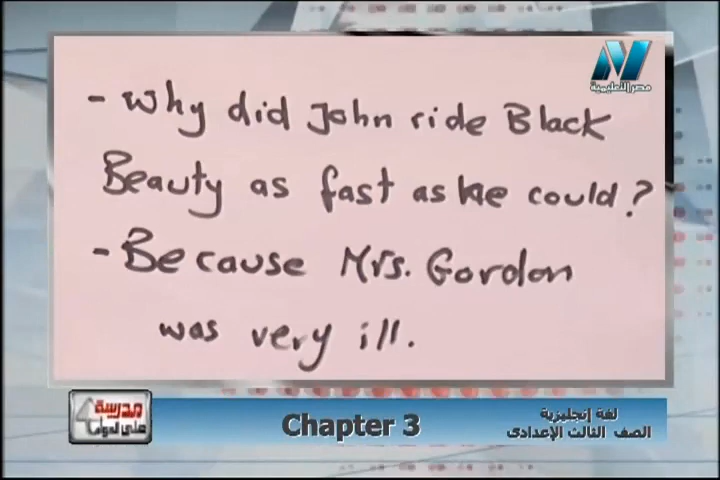 مصر التعليمية
- Why did John ride Black
Beauty as fast as he could?
- Because Mrs. Gordon
was very ill.
مدرسة
على الهواء
Chapter 3
لغة إنجليزية
الصف الثالث الإعدادى